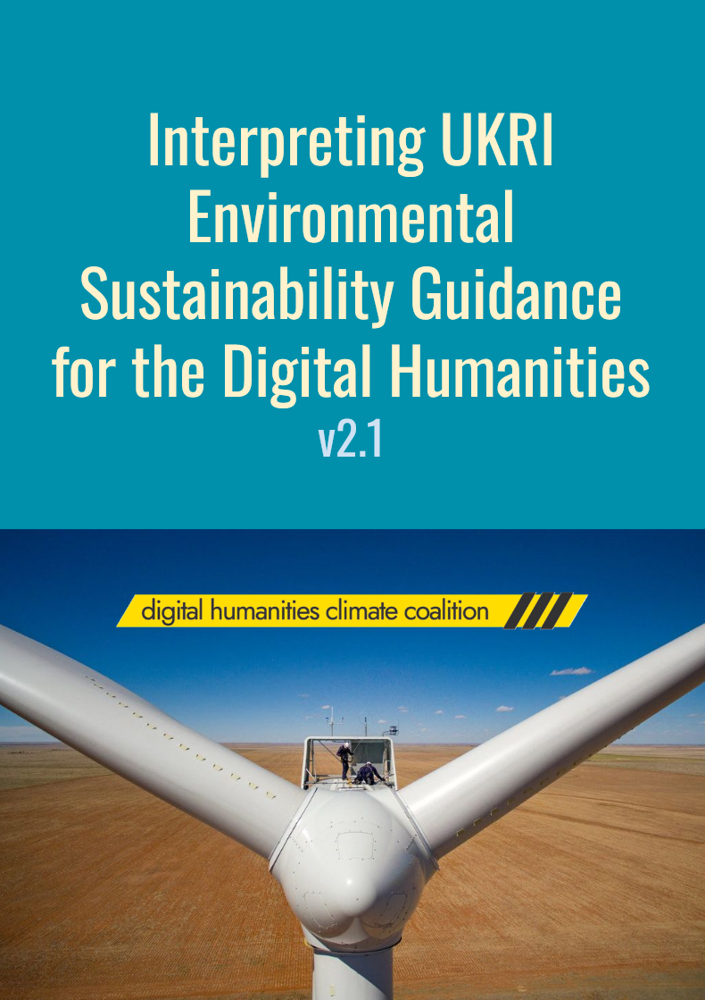 Interpreting UKRI
Environmental
Sustainability Guidance
for the Digital Humanities
v2.1
digital humanities climate coalition